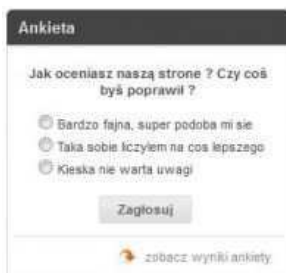 Ankieta
Jak oceniasz naszą strone ? Czy coś
byś poprawił ?
Bardzo fajna, super podoba mi sie
Taka sobie liczylem na cos lepszego
Kieska nie warta uwagi
Zagłosuj
zobacz wyniki ankiety